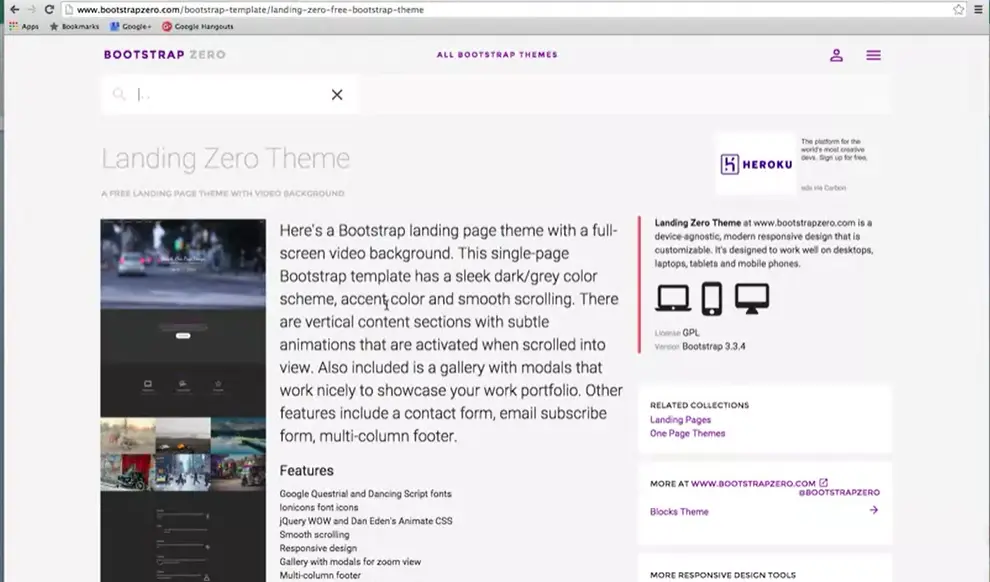 www.bootstrapzero.com/bootstrap-template/landing-zero-free-bootstrap-theme
Apps Bookmarks Google+ Google Hangouts
BOOTSTRAP ZERO
ALL BOOTSTRAP THEMES
Landing Zero Theme
A FREE LANDING PAGE THEME WITH VIDEO BACKGROUND
HEROKU
The platform for the
world's most creative
devs. Sign up for free.
ads via Carbon
Here's a Bootstrap landing page theme with a full-
screen video background. This single-page
Bootstrap template has a sleek dark/grey color
scheme, accent color and smooth scrolling. There
are vertical content sections with subtle
animations that are activated when scrolled into
view. Also included is a gallery with modals that
work nicely to showcase your work portfolio. Other
features include a contact form, email subscribe
form, multi-column footer.
Features
Google Questrial and Dancing Script fonts
Ionicons font icons
jQuery WOW and Dan Eden's Animate CSS
Smooth scrolling
Responsive design
Gallery with modals for zoom view
Multi-column footer
Landing Zero Theme at www.bootstrapzero.com is a
device-agnostic, modern responsive design that is
customizable. It's designed to work well on desktops,
laptops, tablets and mobile phones.
License GPL
Version Bootstrap 3.3.4
RELATED COLLECTIONS
Landing Pages
One Page Themes
MORE AT WWW.BOOTSTRAPZERO.COM
@BOOTSTRAPZERO
Blocks Theme
MORE RESPONSIVE DESIGN TOOLS